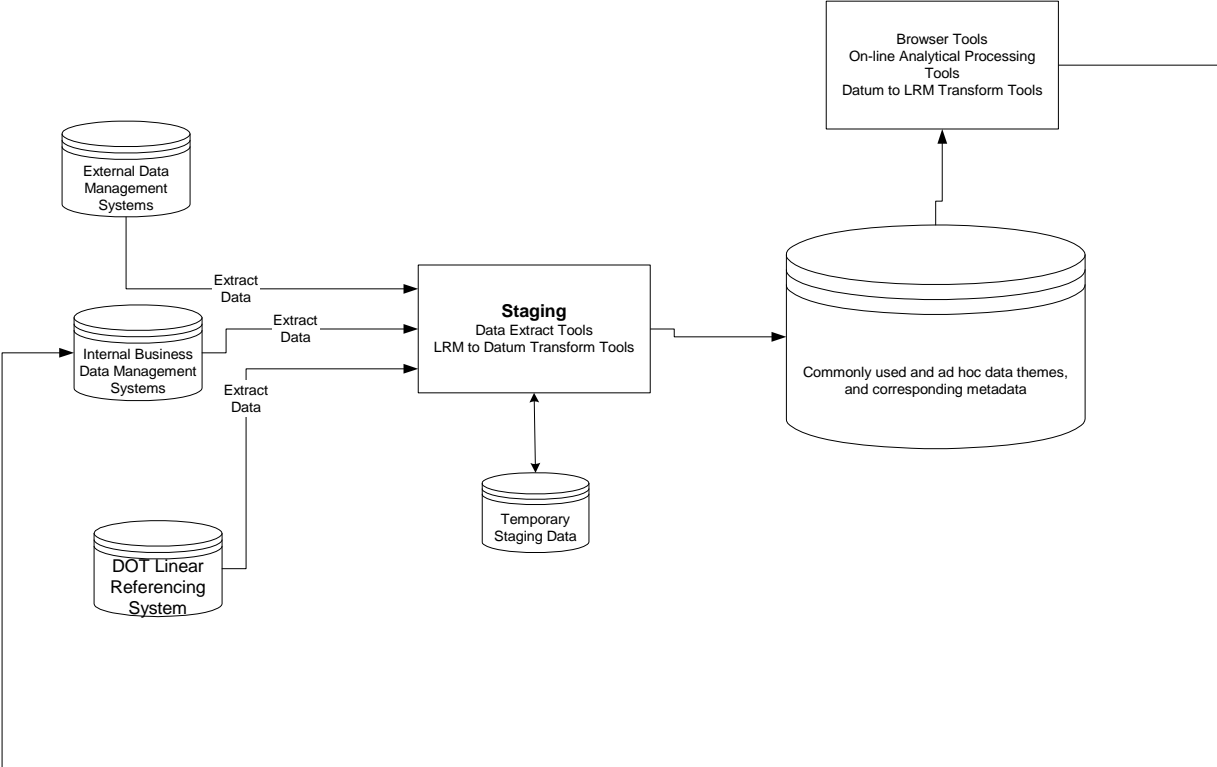 Browser Tools
On-line Analytical Processing
Tools
Datum to LRM Transform Tools
External Data
Management
Systems
Extract
Data
Staging
Data Extract Tools
LRM to Datum Transform Tools
Extract
Data
Internal Business
Data Management
Systems
Commonly used and ad hoc data themes,
and corresponding metadata
Extract
Data
Temporary
Staging Data
DOT Linear
Referencing
System